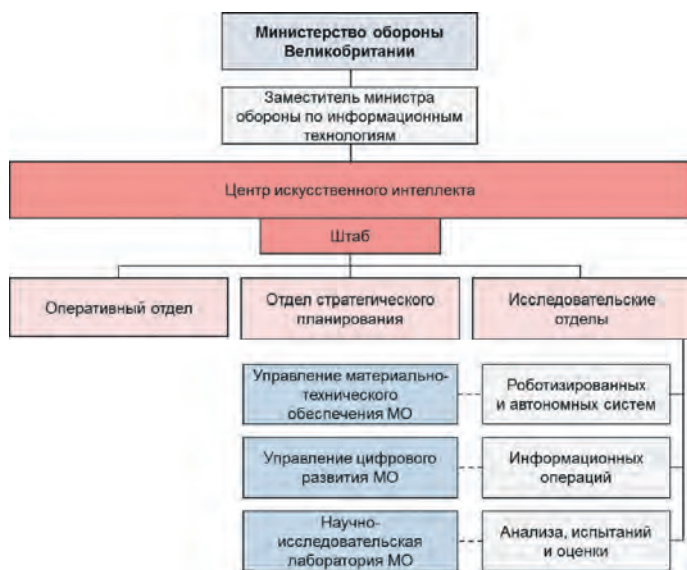 Министерство обороны
Великобритании
Заместитель министра
обороны по информационным
технологиям
Центр искусственного интеллекта
Штаб
Оперативный отдел
Отдел стратегического
планирования
Исследовательские
отделы
Управление материально-
технического
обеспечения МО
Роботизированных
и автономных систем
Управление цифрового
развития МО
Информационных
операций
Научно-
исследовательская
лаборатория МО
Анализа, испытаний
и оценки